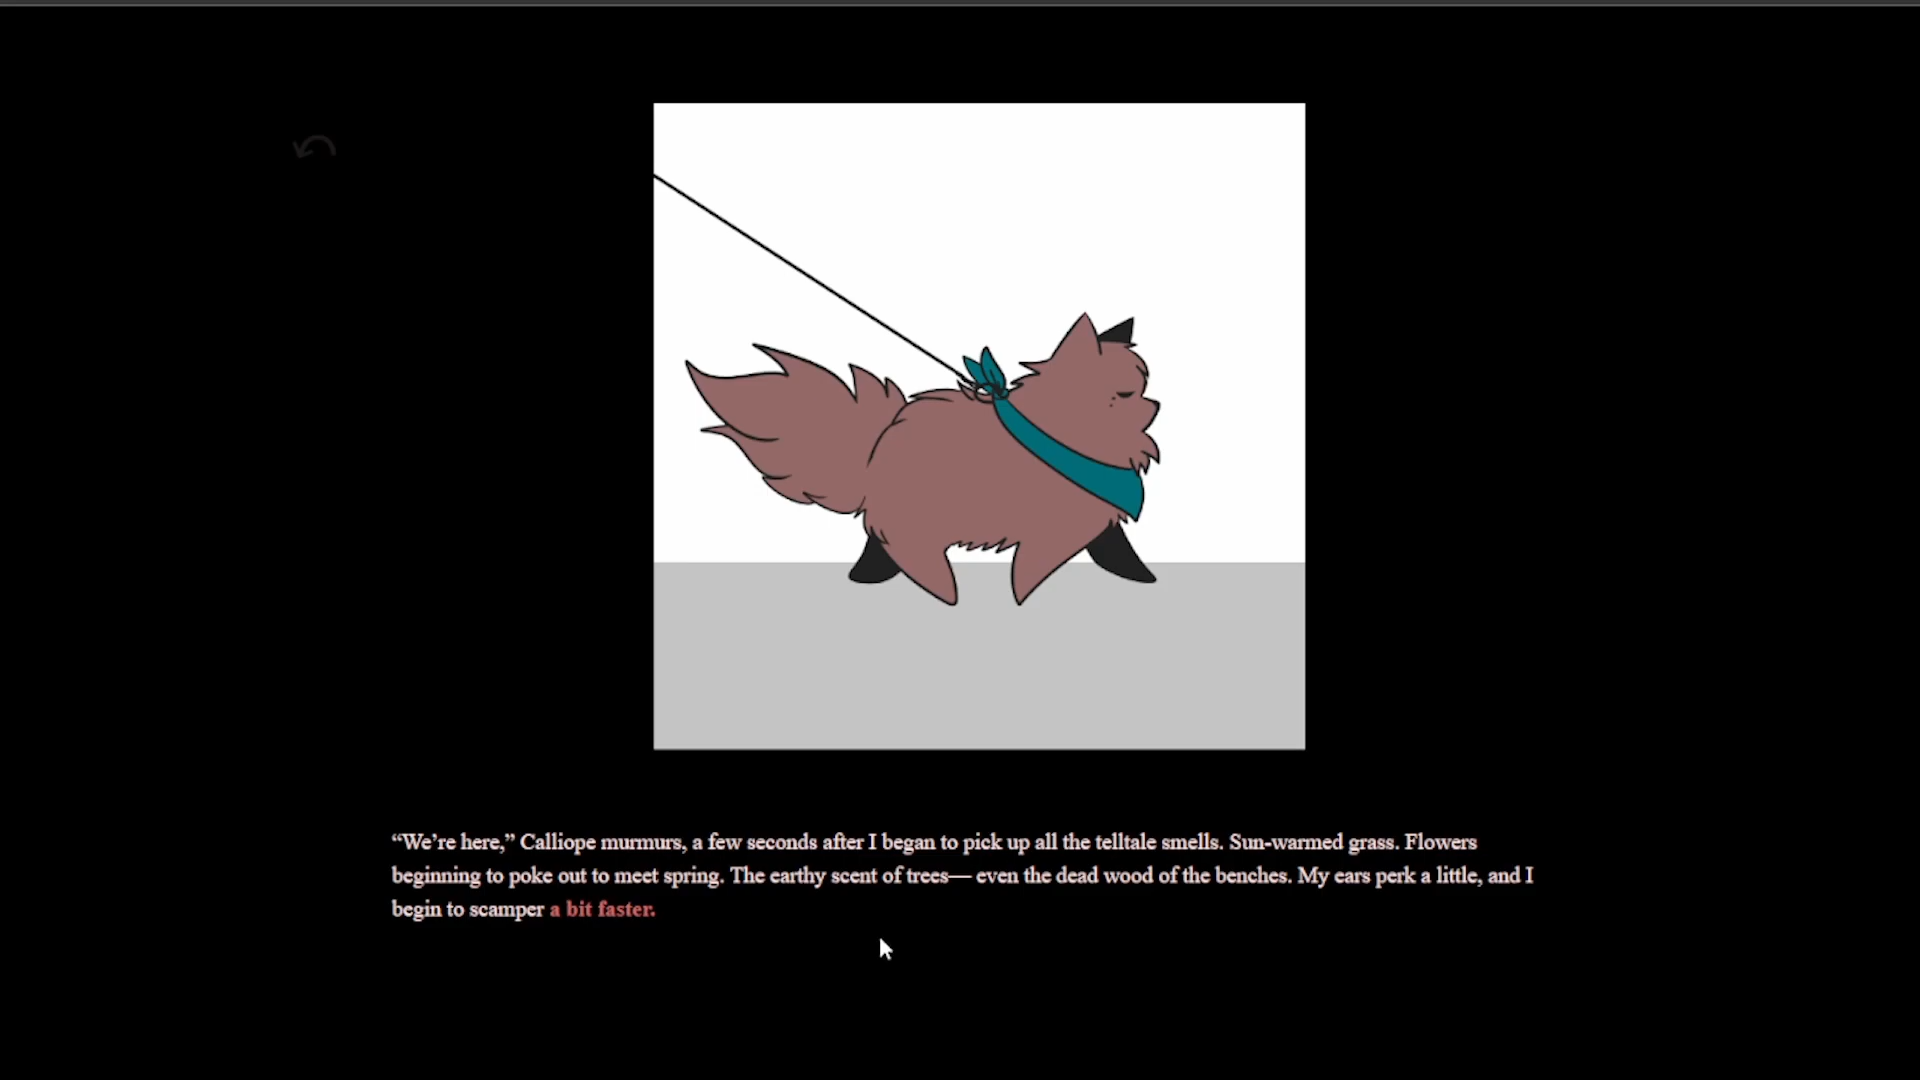 “We’re here,” Calliope murmurs, a few seconds after I began to pick up all the telltale smells. Sun-warmed grass. Flowers
beginning to poke out to meet spring. The earthy scent of trees— even the dead wood of the benches. My ears perk a little, and I
begin to scamper a bit faster.